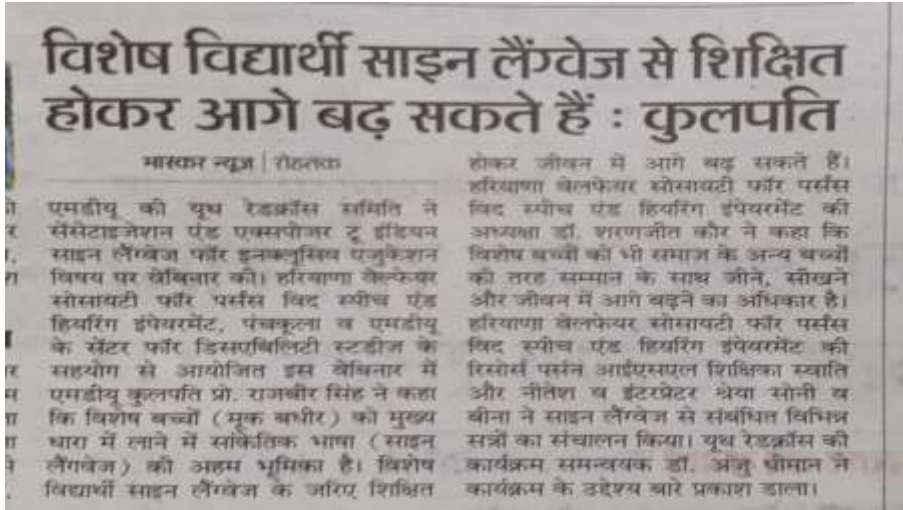 विशेष विद्यार्थी साइन लैंग्वेज से शिक्षित
होकर आगे बढ़ सकते हैं : कुलपति
भास्कर न्यूज़ | रोहतक
एमडीयू की यूथ रेडक्रॉस समिति ने
सेंसेटाइजेशन एंड एक्सपोजर टू इंडियन
साइन लैंग्वेज फॉर इनक्लूसिव एजुकेशन
विषय पर वेबिनार की। हरियाणा वेल्फेयर
सोसायटी फॉर पर्संस विद स्पीच एंड
हियरिंग इंपेयरमेंट, पंचकूला व एमडीयू
के सेंटर फॉर डिसएबिलिटी स्टडीज के
सहयोग से आयोजित इस वेबिनार में
एमडीयू कुलपति प्रो. राजबीर सिंह ने कहा
कि विशेष बच्चों (मूक बधीर) को मुख्य
धारा में लाने में सांकेतिक भाषा (साइन
लैंगवेज) की अहम भूमिका है। विशेष
विद्यार्थी साइन लैंग्वेज के जरिए शिक्षित
होकर जीवन में आगे बढ़ सकते हैं।
हरियाणा वेलफेयर सोसायटी फॉर पर्संस
विद स्पीच एंड हियरिंग इंपेयरमेंट की
अध्यक्षा डॉ. शरणजीत कौर ने कहा कि
विशेष बच्चों को भी समाज के अन्य बच्चों
की तरह सम्मान के साथ जीने, सीखने
और जीवन में आगे बढ़ने का अधिकार है।
हरियाणा वेलफेयर सोसायटी फॉर पर्संस
विद स्पीच एंड हियरिंग इंपेयरमेंट की
रिसोर्स पर्सन आईएसएल शिक्षिका स्वाति
और नीतेश व इंटरप्रेटर श्रेया सोनी व
बीना ने साइन लैंग्वेज से संबंधित विभिन्न
सत्रों का संचालन किया। यूथ रेडक्रॉस की
कार्यक्रम समन्वयक डॉ. अंजु धीमान ने
कार्यक्रम के उद्देश्य बारे प्रकाश डाला।